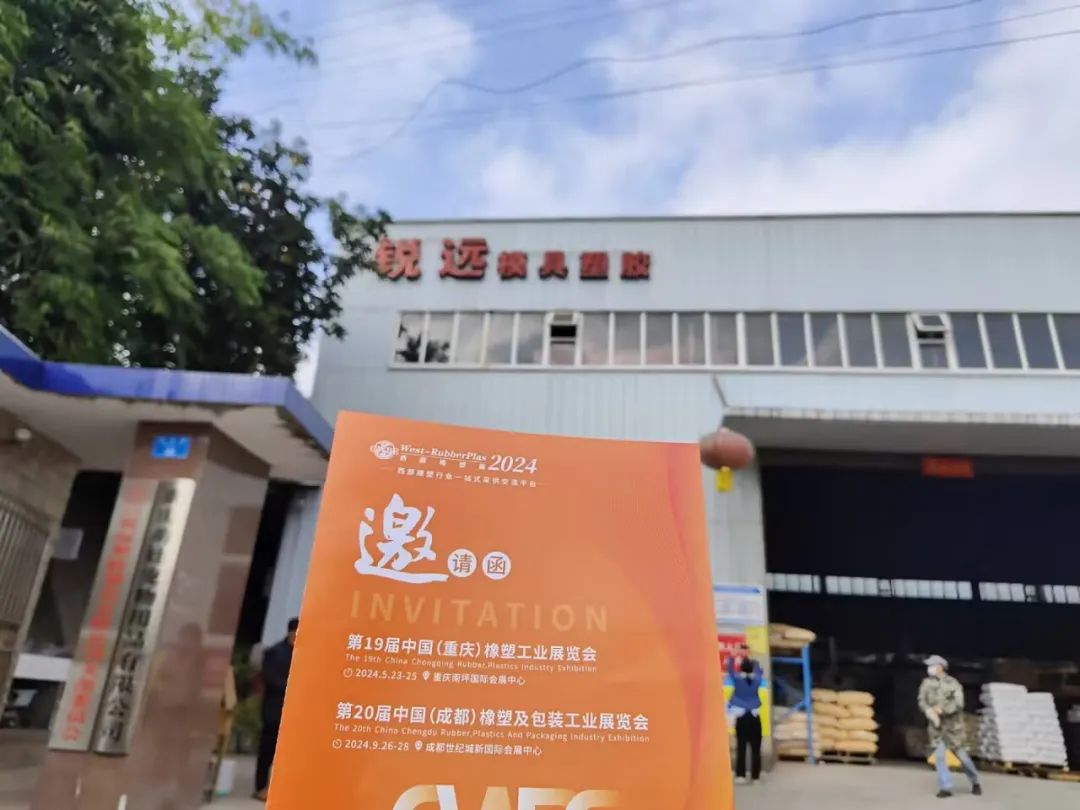 锐远模具塑胶
West-RubberPlas 2024
西部橡塑展
西部橡塑行业一站式采供交流平台
邀请函
INVITATION
第19届中国(重庆)橡塑工业展览会
The 19th China Chongqing Rubber,Plastics Industry Exhibition
2024.5.23-25 重庆南坪国际会展中心
第20届中国(成都)橡塑及包装工业展览会
The 20th China Chengdu Rubber,Plastics And Packaging Industry Exhibition
2024.9.26-28 成都世纪城新国际会展中心